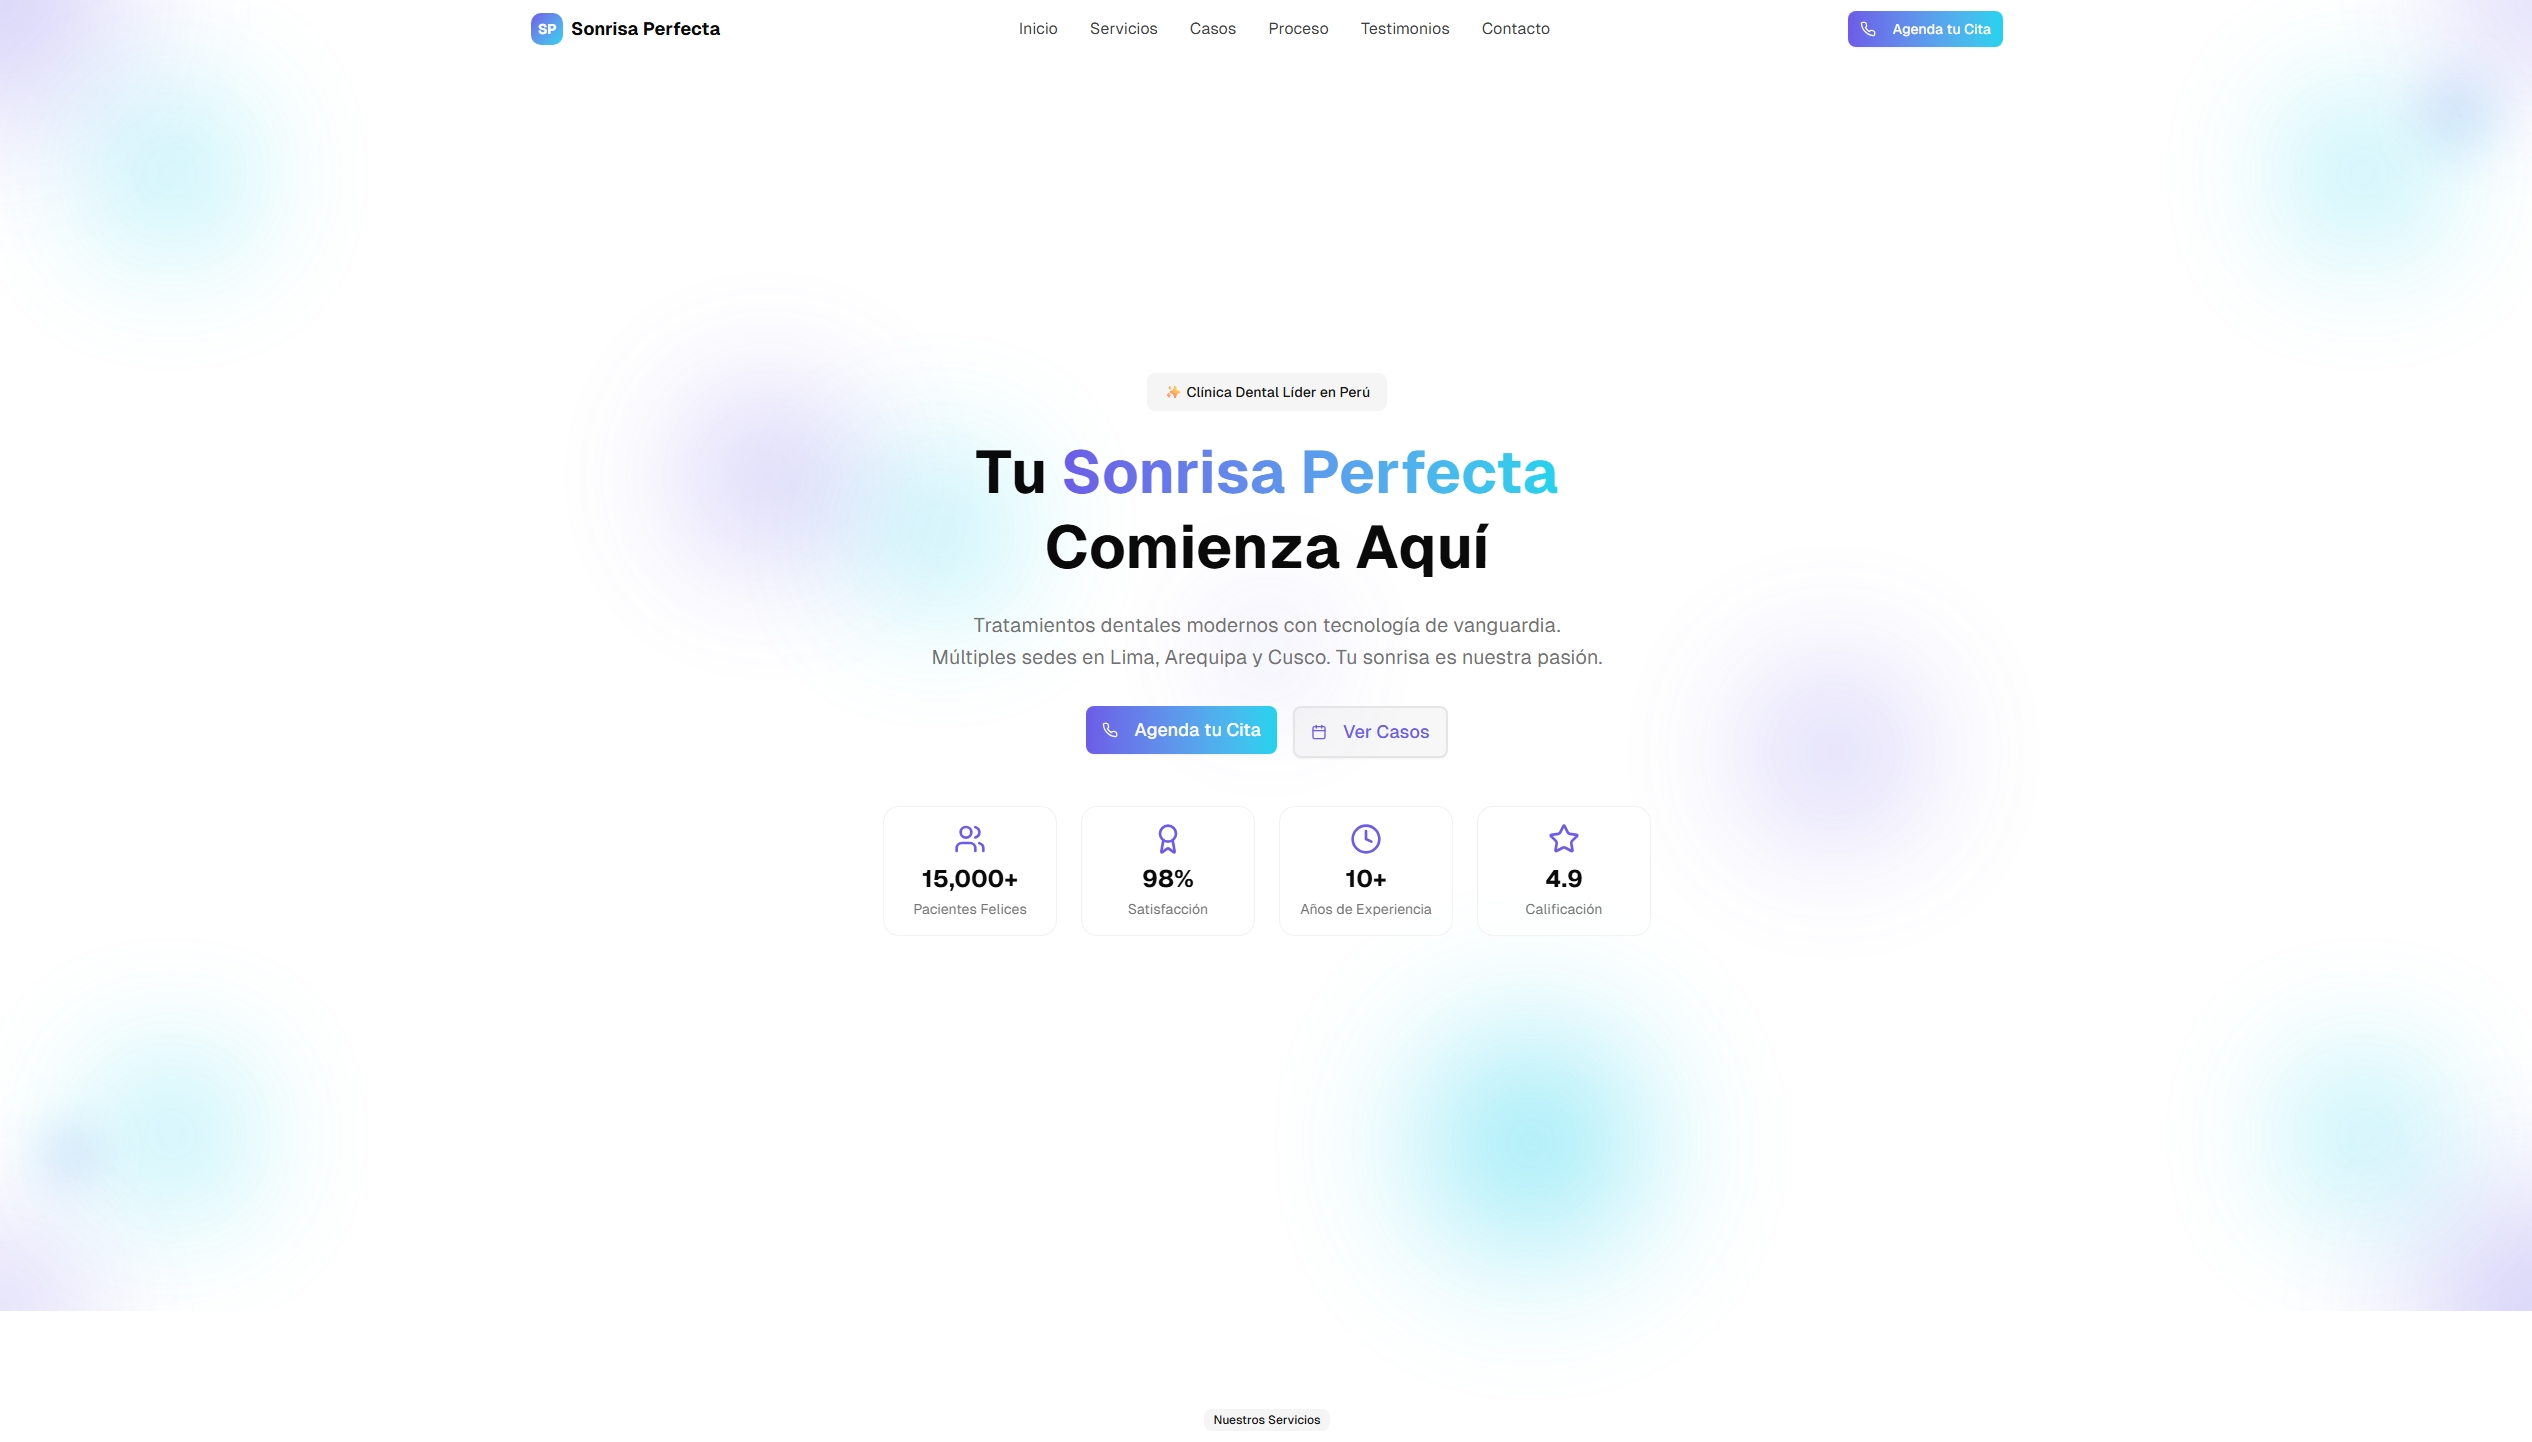 SP Sonrisa Perfecta
Inicio Servicios Casos Proceso Testimonios Contacto
Agenda tu Cita
✨ Clínica Dental Líder en Perú
Tu Sonrisa Perfecta
Comienza Aquí
Tratamientos dentales modernos con tecnología de vanguardia.
Múltiples sedes en Lima, Arequipa y Cusco. Tu sonrisa es nuestra pasión.
Agenda tu Cita
Ver Casos
15,000+
Pacientes Felices
98%
Satisfacción
10+
Años de Experiencia
4.9
Calificación
Nuestros Servicios